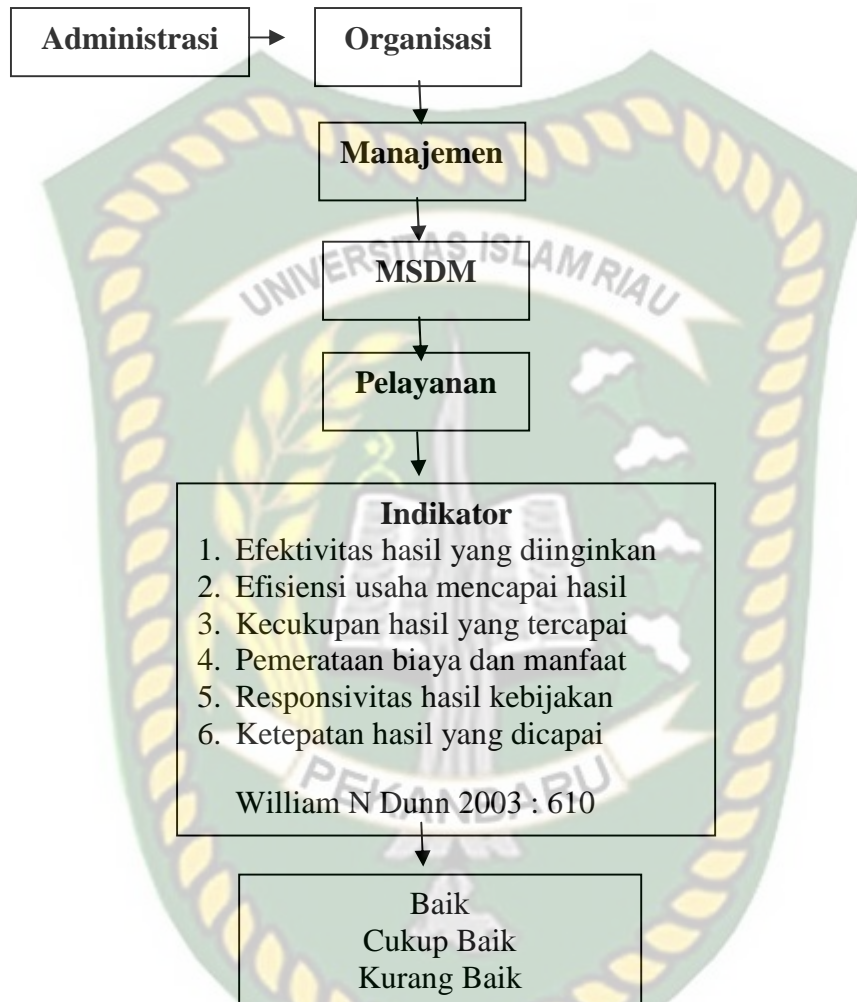 Administrasi
Organisasi
Manajemen
UNIVERSITAS ISLAM RIAU
MSDM
Pelayanan
Indikator
1. Efektivitas hasil yang diinginkan
2. Efisiensi usaha mencapai hasil
3. Kecukupan hasil yang tercapai
4. Pemerataan biaya dan manfaat
5. Responsivitas hasil kebijakan
6. Ketepatan hasil yang dicapai
PEKANBARU
William N Dunn 2003 : 610
Baik
Cukup Baik
Kurang Baik